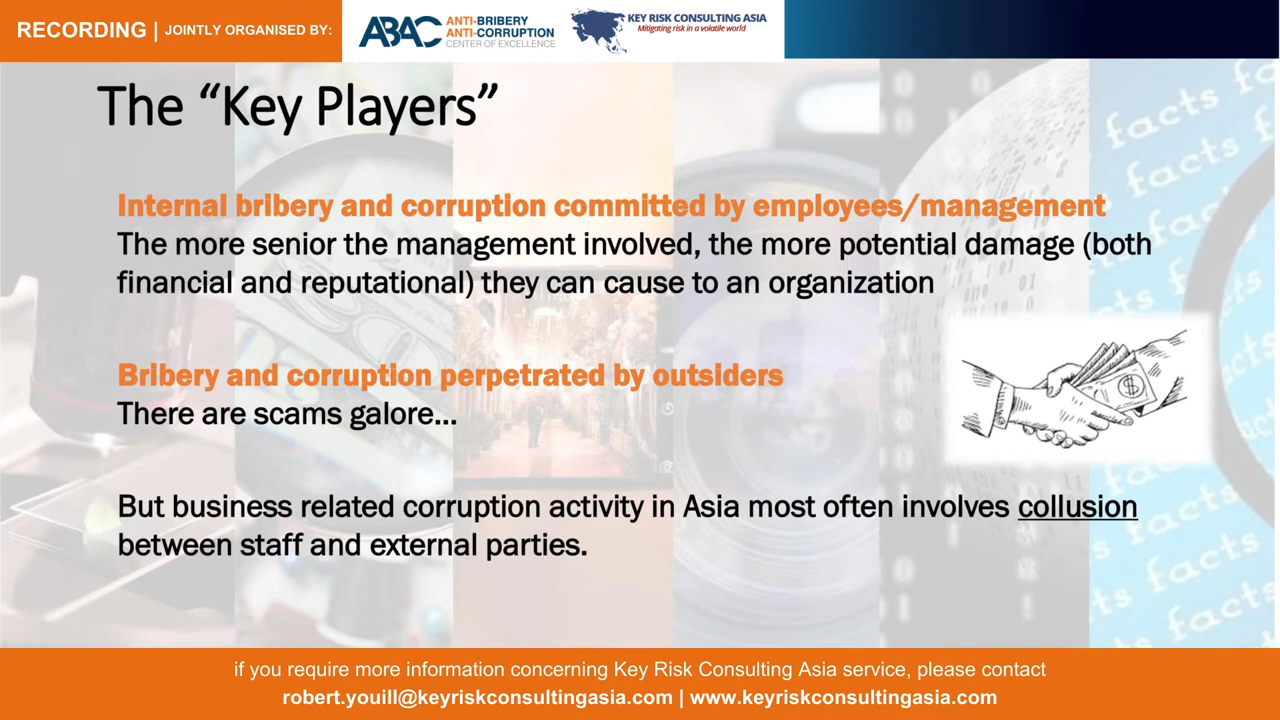 RECORDING | JOINTLY ORGANISED BY:
ABAC ANTI-BRIBERY
ANTI-CORRUPTION
CENTER OF EXCELLENCE
KEY RISK CONSULTING ASIA
Mitigating risk in a volatile world
The “Key Players”
Internal bribery and corruption committed by employees/management
The more senior the management involved, the more potential damage (both
financial and reputational) they can cause to an organization
Bribery and corruption perpetrated by outsiders
There are scams galore...
But business related corruption activity in Asia most often involves collusion
between staff and external parties.
facts
facts
facts
facts
facts
if you require more information concerning Key Risk Consulting Asia service, please contact
robert.youill@keyriskconsultingasia.com | www.keyriskconsultingasia.com